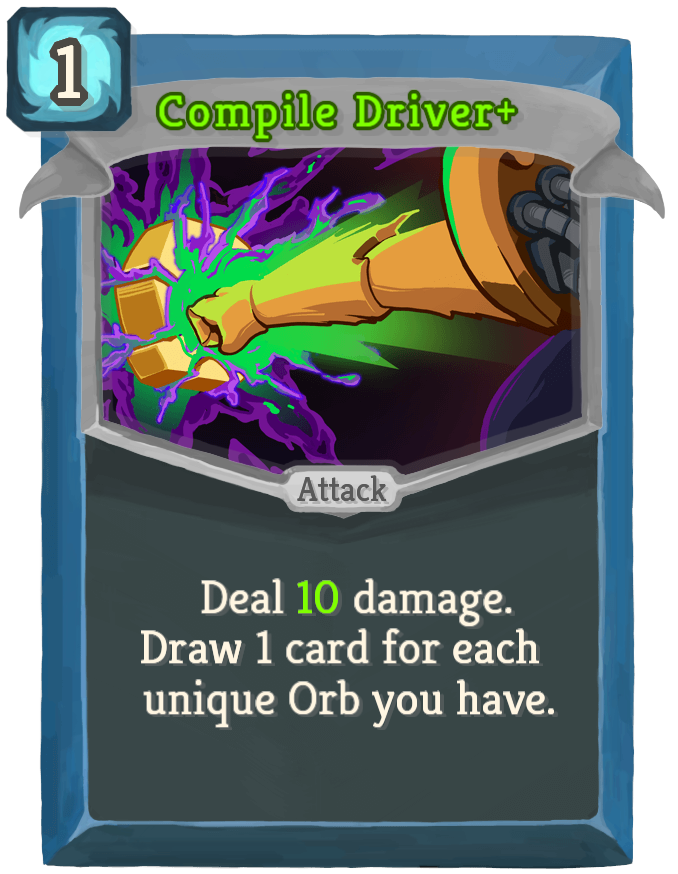 1
Compile Driver+
Attack
Deal 10 damage.
Draw 1 card for each
unique Orb you have.